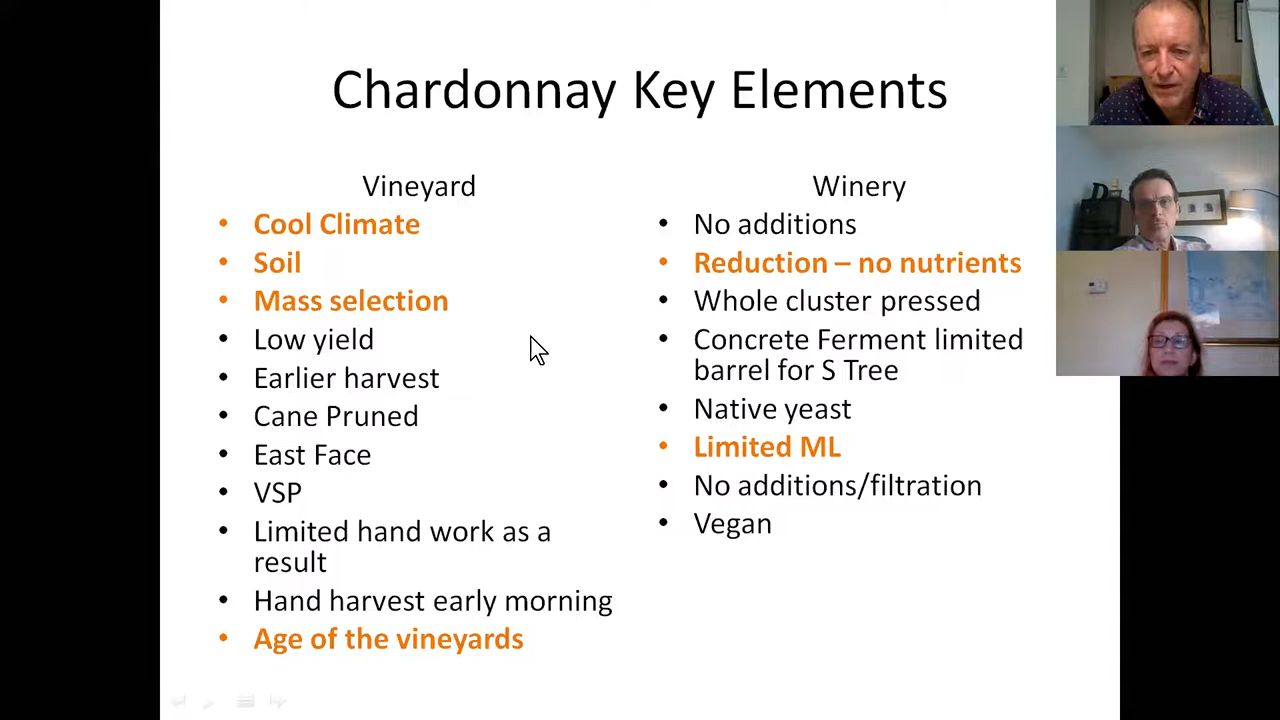 Chardonnay Key Elements
Vineyard
• Cool Climate
• Soil
• Mass selection
• Low yield
• Earlier harvest
• Cane Pruned
• East Face
• VSP
• Limited hand work as a
result
• Hand harvest early morning
• Age of the vineyards
Winery
• No additions
• Reduction – no nutrients
• Whole cluster pressed
• Concrete Ferment limited
barrel for S Tree
• Native yeast
• Limited ML
• No additions/filtration
• Vegan